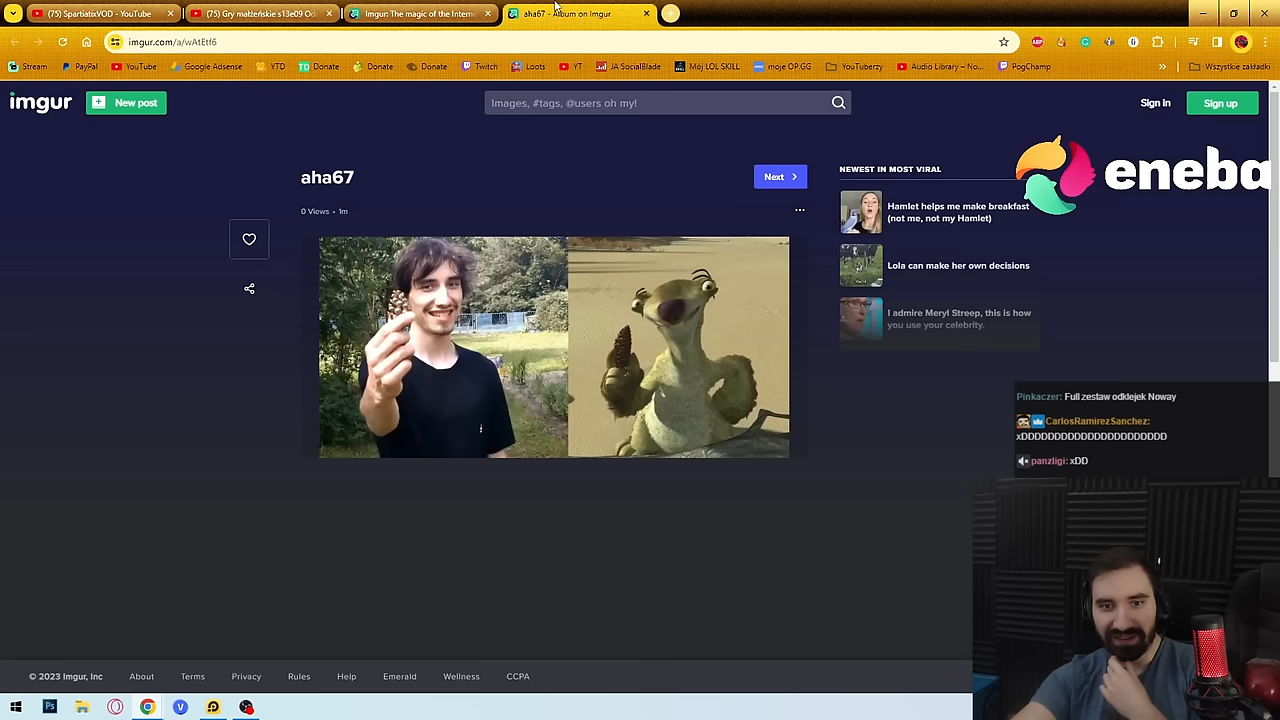 (75) SpartiatixVOD - YouTube
(75) Gry małżeńskie s13e09 Od
Imgur: The magic of the Interne
aha67 - Album on Imgur
imgur.com/a/wAtEtf6
Stream
PayPal
YouTube
Google Adsense
YTD
Donate
Donate
Donate
Twitch
Loots
YT
JA SocialBlade
Mój LOL SKILL
moje OP.GG
YouTuberzy
Audio Library – No...
PogChamp
Wszystkie zakładki
imgur
New post
Images, #tags, @users oh my!
Sign in
Sign up
aha67
Next
0 Views • 1m
NEWEST IN MOST VIRAL
Hamlet helps me make breakfast
(not me, not my Hamlet)
Lola can make her own decisions
I admire Meryl Streep, this is how
you use your celebrity.
eneba
Pinkaczer: Full zestaw odklejek Noway
CarlosRamirezSanchez:
xDDDDDDDDDDDDDDDDDDDDDDD
panzligi: xDD
© 2023 Imgur, Inc
About
Terms
Privacy
Rules
Help
Emerald
Wellness
CCPA